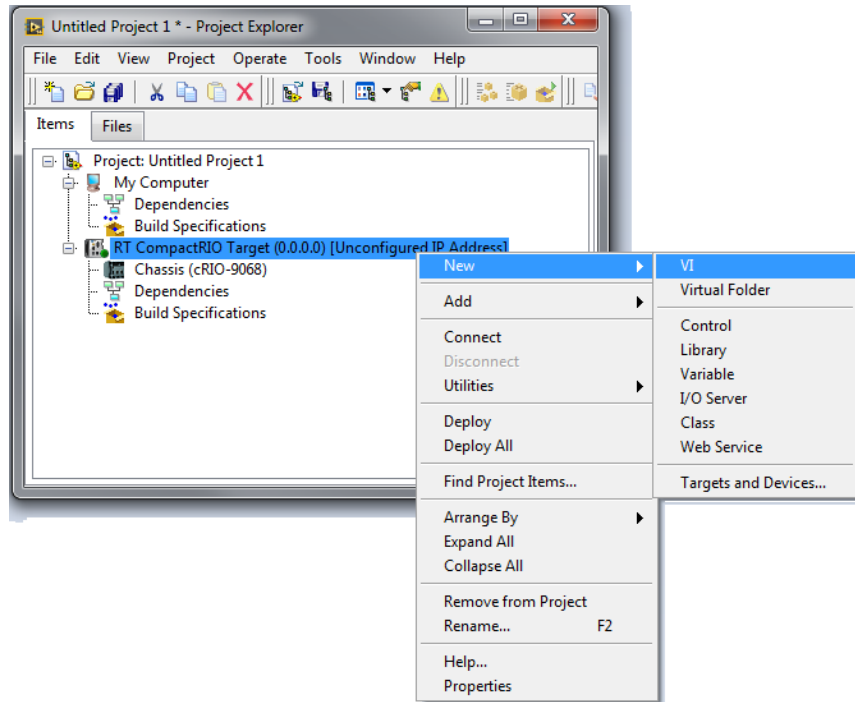 Untitled Project 1 * - Project Explorer
File Edit View Project Operate Tools Window Help
Items Files
Project: Untitled Project 1
My Computer
Dependencies
Build Specifications
RT CompactRIO Target (0.0.0.0) [Unconfigured IP Address]
Chassis (cRIO-9068)
Dependencies
Build Specifications
New
Add
Connect
Disconnect
Utilities
Deploy
Deploy All
Find Project Items...
Arrange By
Expand All
Collapse All
Remove from Project
Rename... F2
Help...
Properties
VI
Virtual Folder
Control
Library
Variable
I/O Server
Class
Web Service
Targets and Devices...